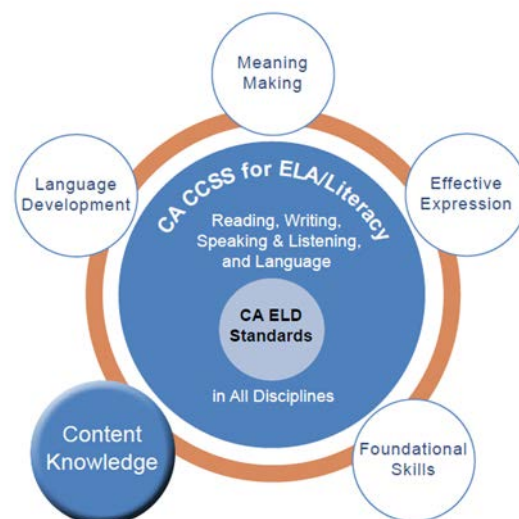 Meaning
Making
Language
Development
Effective
Expression
CA CCSS for ELA/Literacy
Reading, Writing,
Speaking & Listening,
and Language
CA ELD
Standards
in All Disciplines
Content
Knowledge
Foundational
Skills